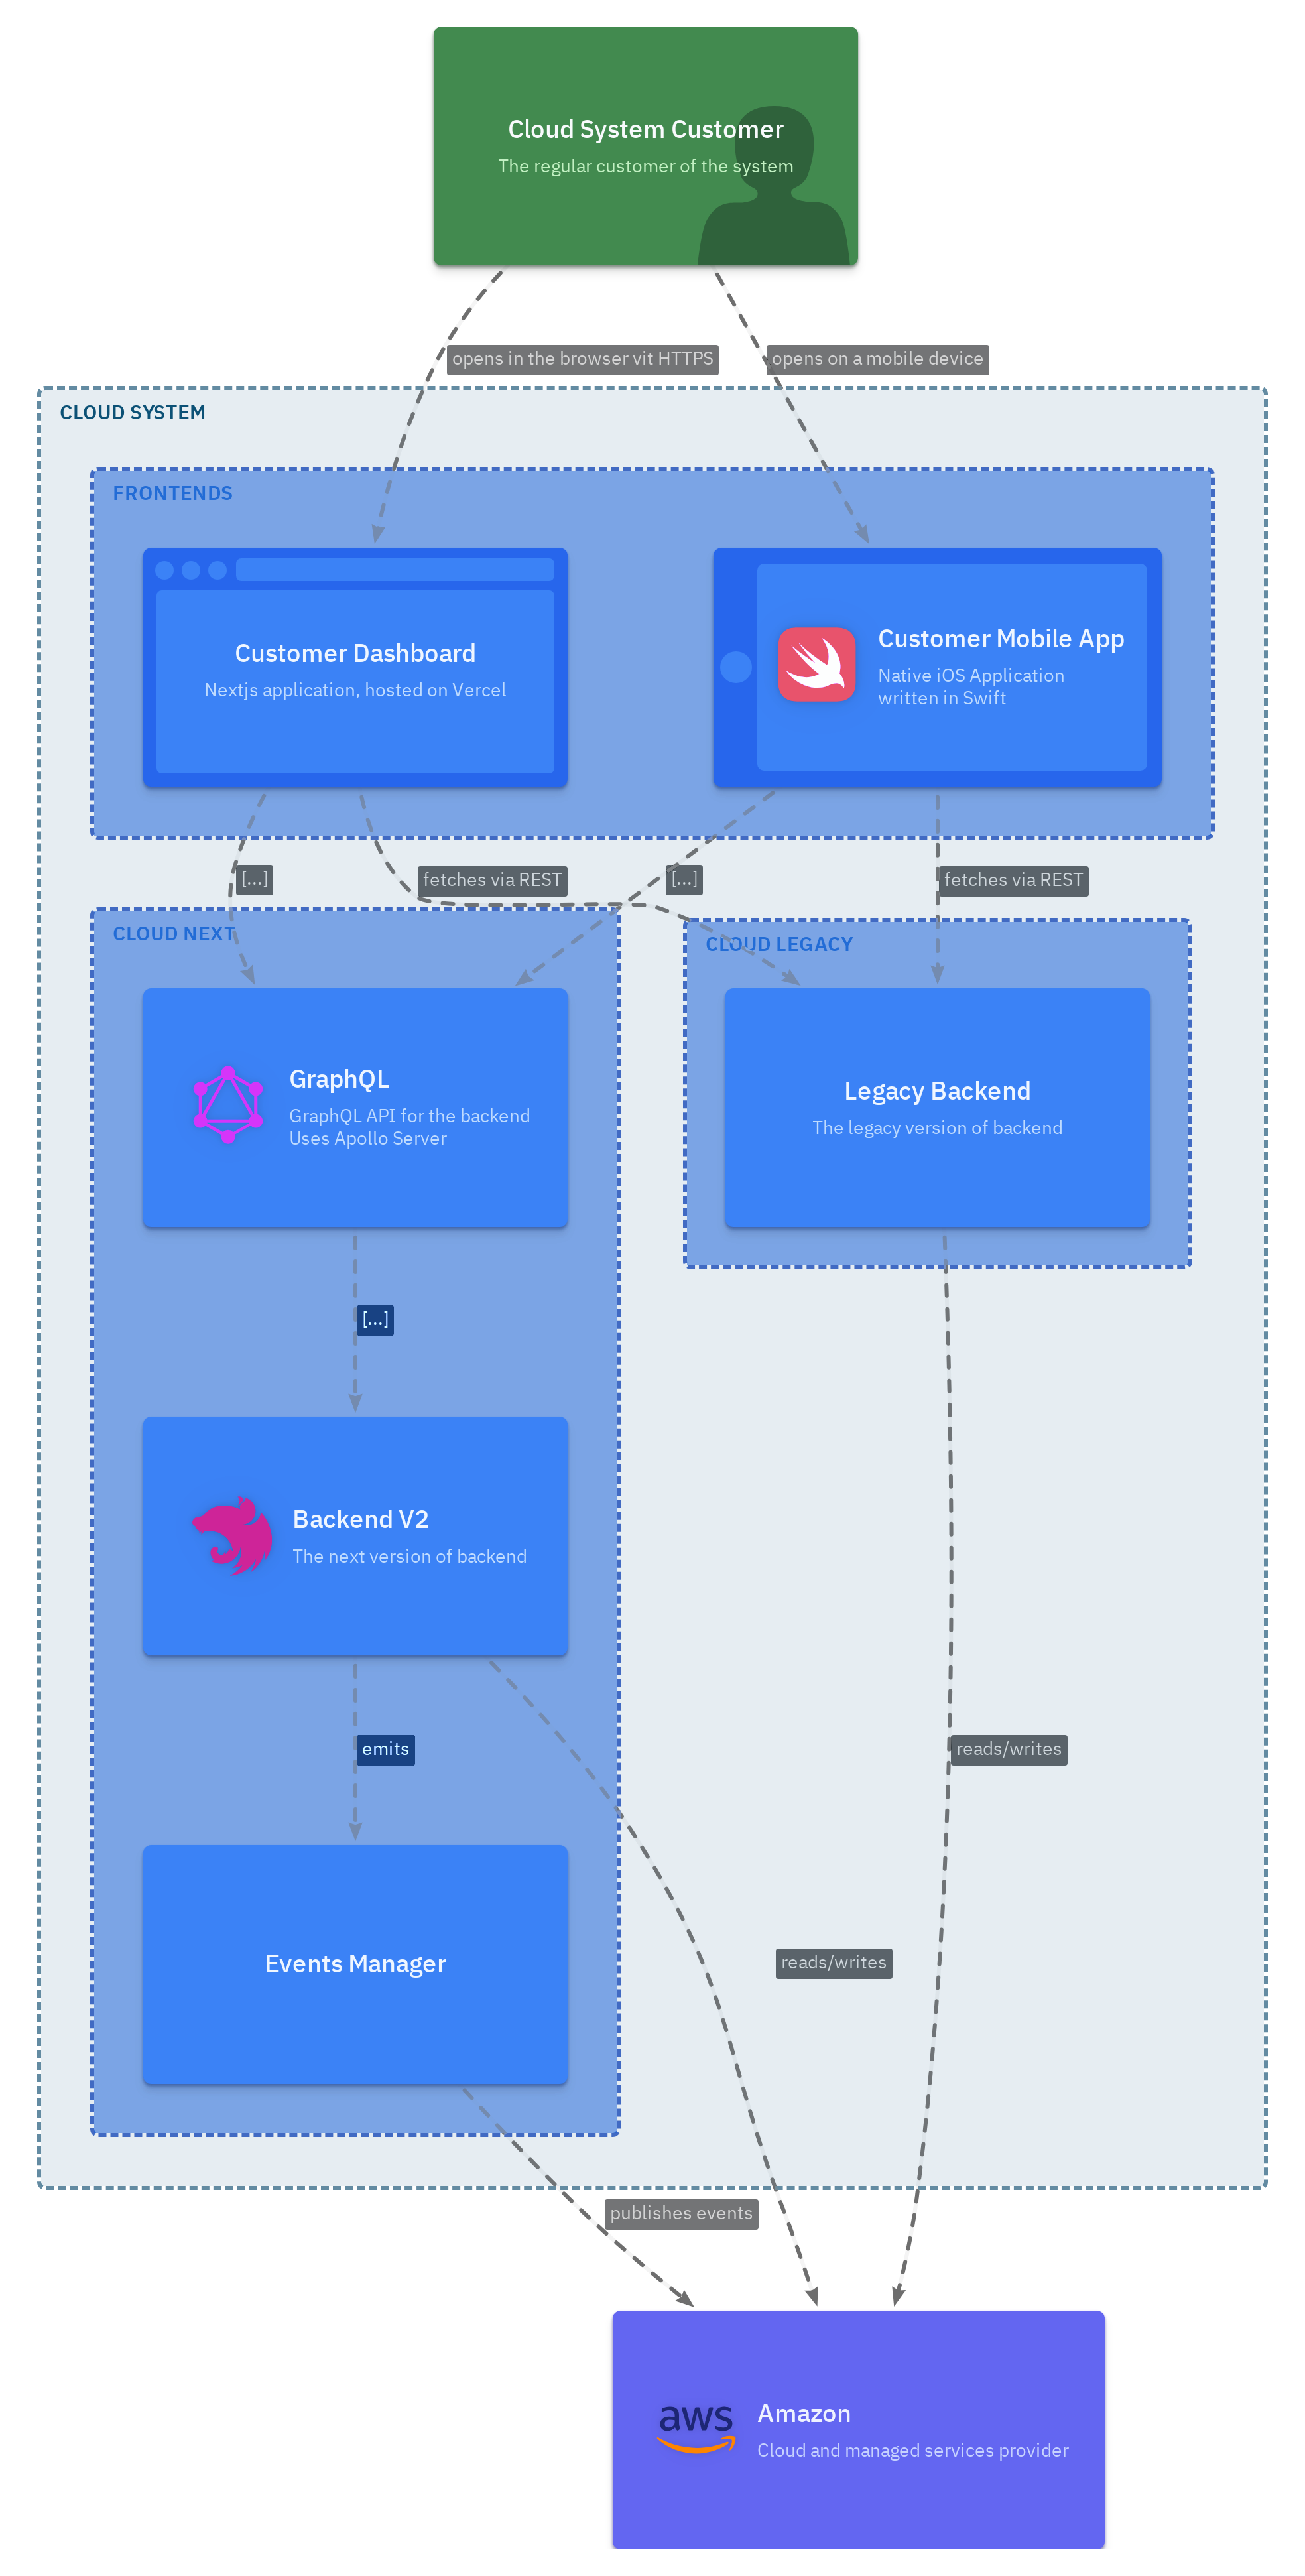 Cloud System Customer
The regular customer of the system
opens in the browser vit HTTPS
opens on a mobile device
CLOUD SYSTEM
FRONTENDS
Customer Dashboard
Nextjs application, hosted on Vercel
Customer Mobile App
Native iOS Application
written in Swift
[...]
fetches via REST
[...]
fetches via REST
CLOUD NEXT
CLOUD LEGACY
GraphQL
GraphQL API for the backend
Uses Apollo Server
Legacy Backend
The legacy version of backend
[...]
Backend V2
The next version of backend
emits
reads/writes
Events Manager
reads/writes
publishes events
aws
Amazon
Cloud and managed services provider